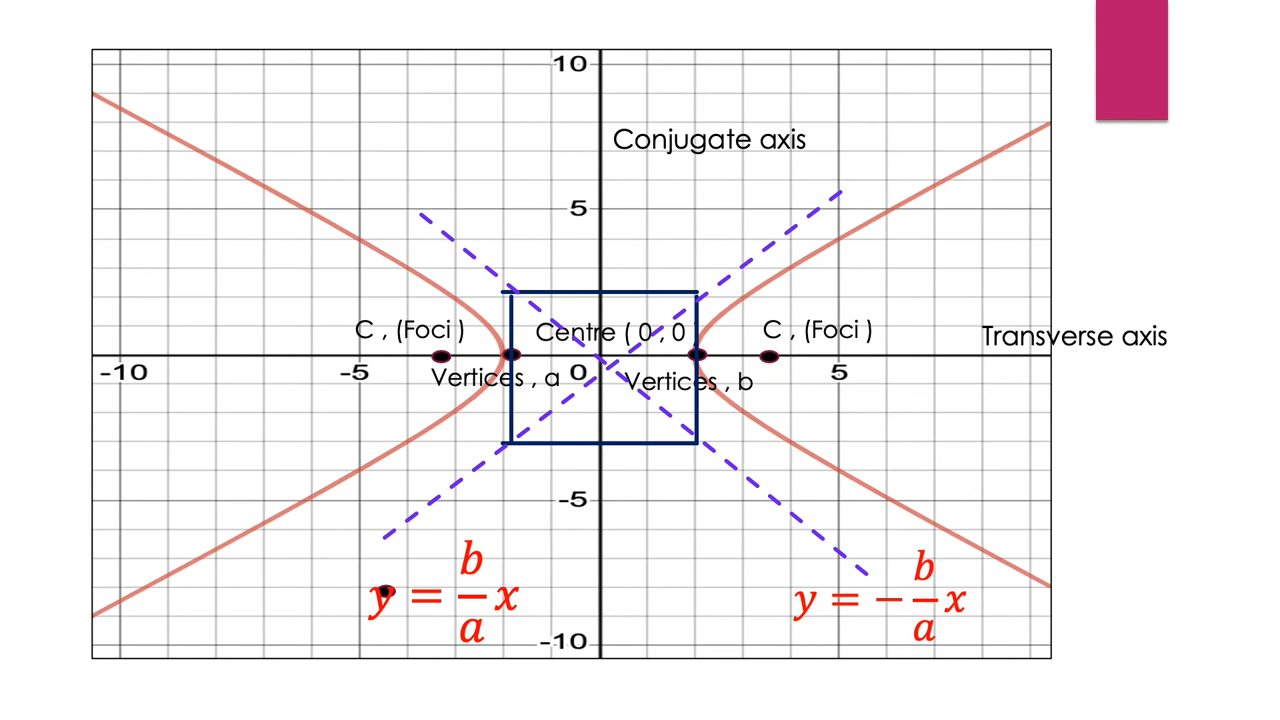 10
Conjugate axis
5
C , (Foci )
Centre ( 0 , 0
C , (Foci )
Transverse axis
-10
-5
Vertices , a
0
Vertices , b
5
-5
y = b/a x
y = − b/a x
-10